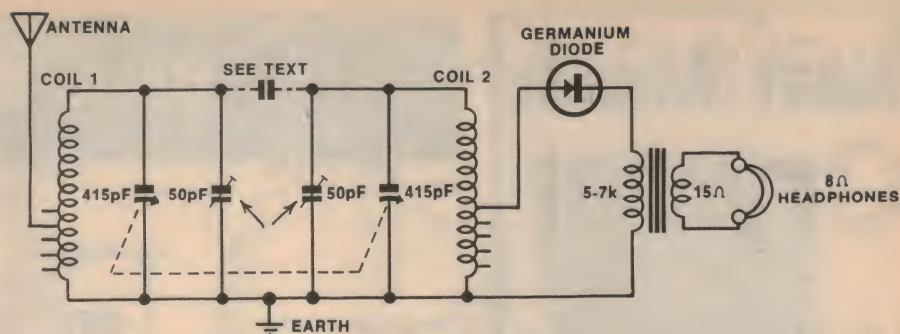 ANTENNA
GERMANIUM
DIODE
COIL 1
SEE TEXT
COIL 2
415pF
50pF
50pF
415pF
5-7k
15Ω
8Ω
HEADPHONES
EARTH